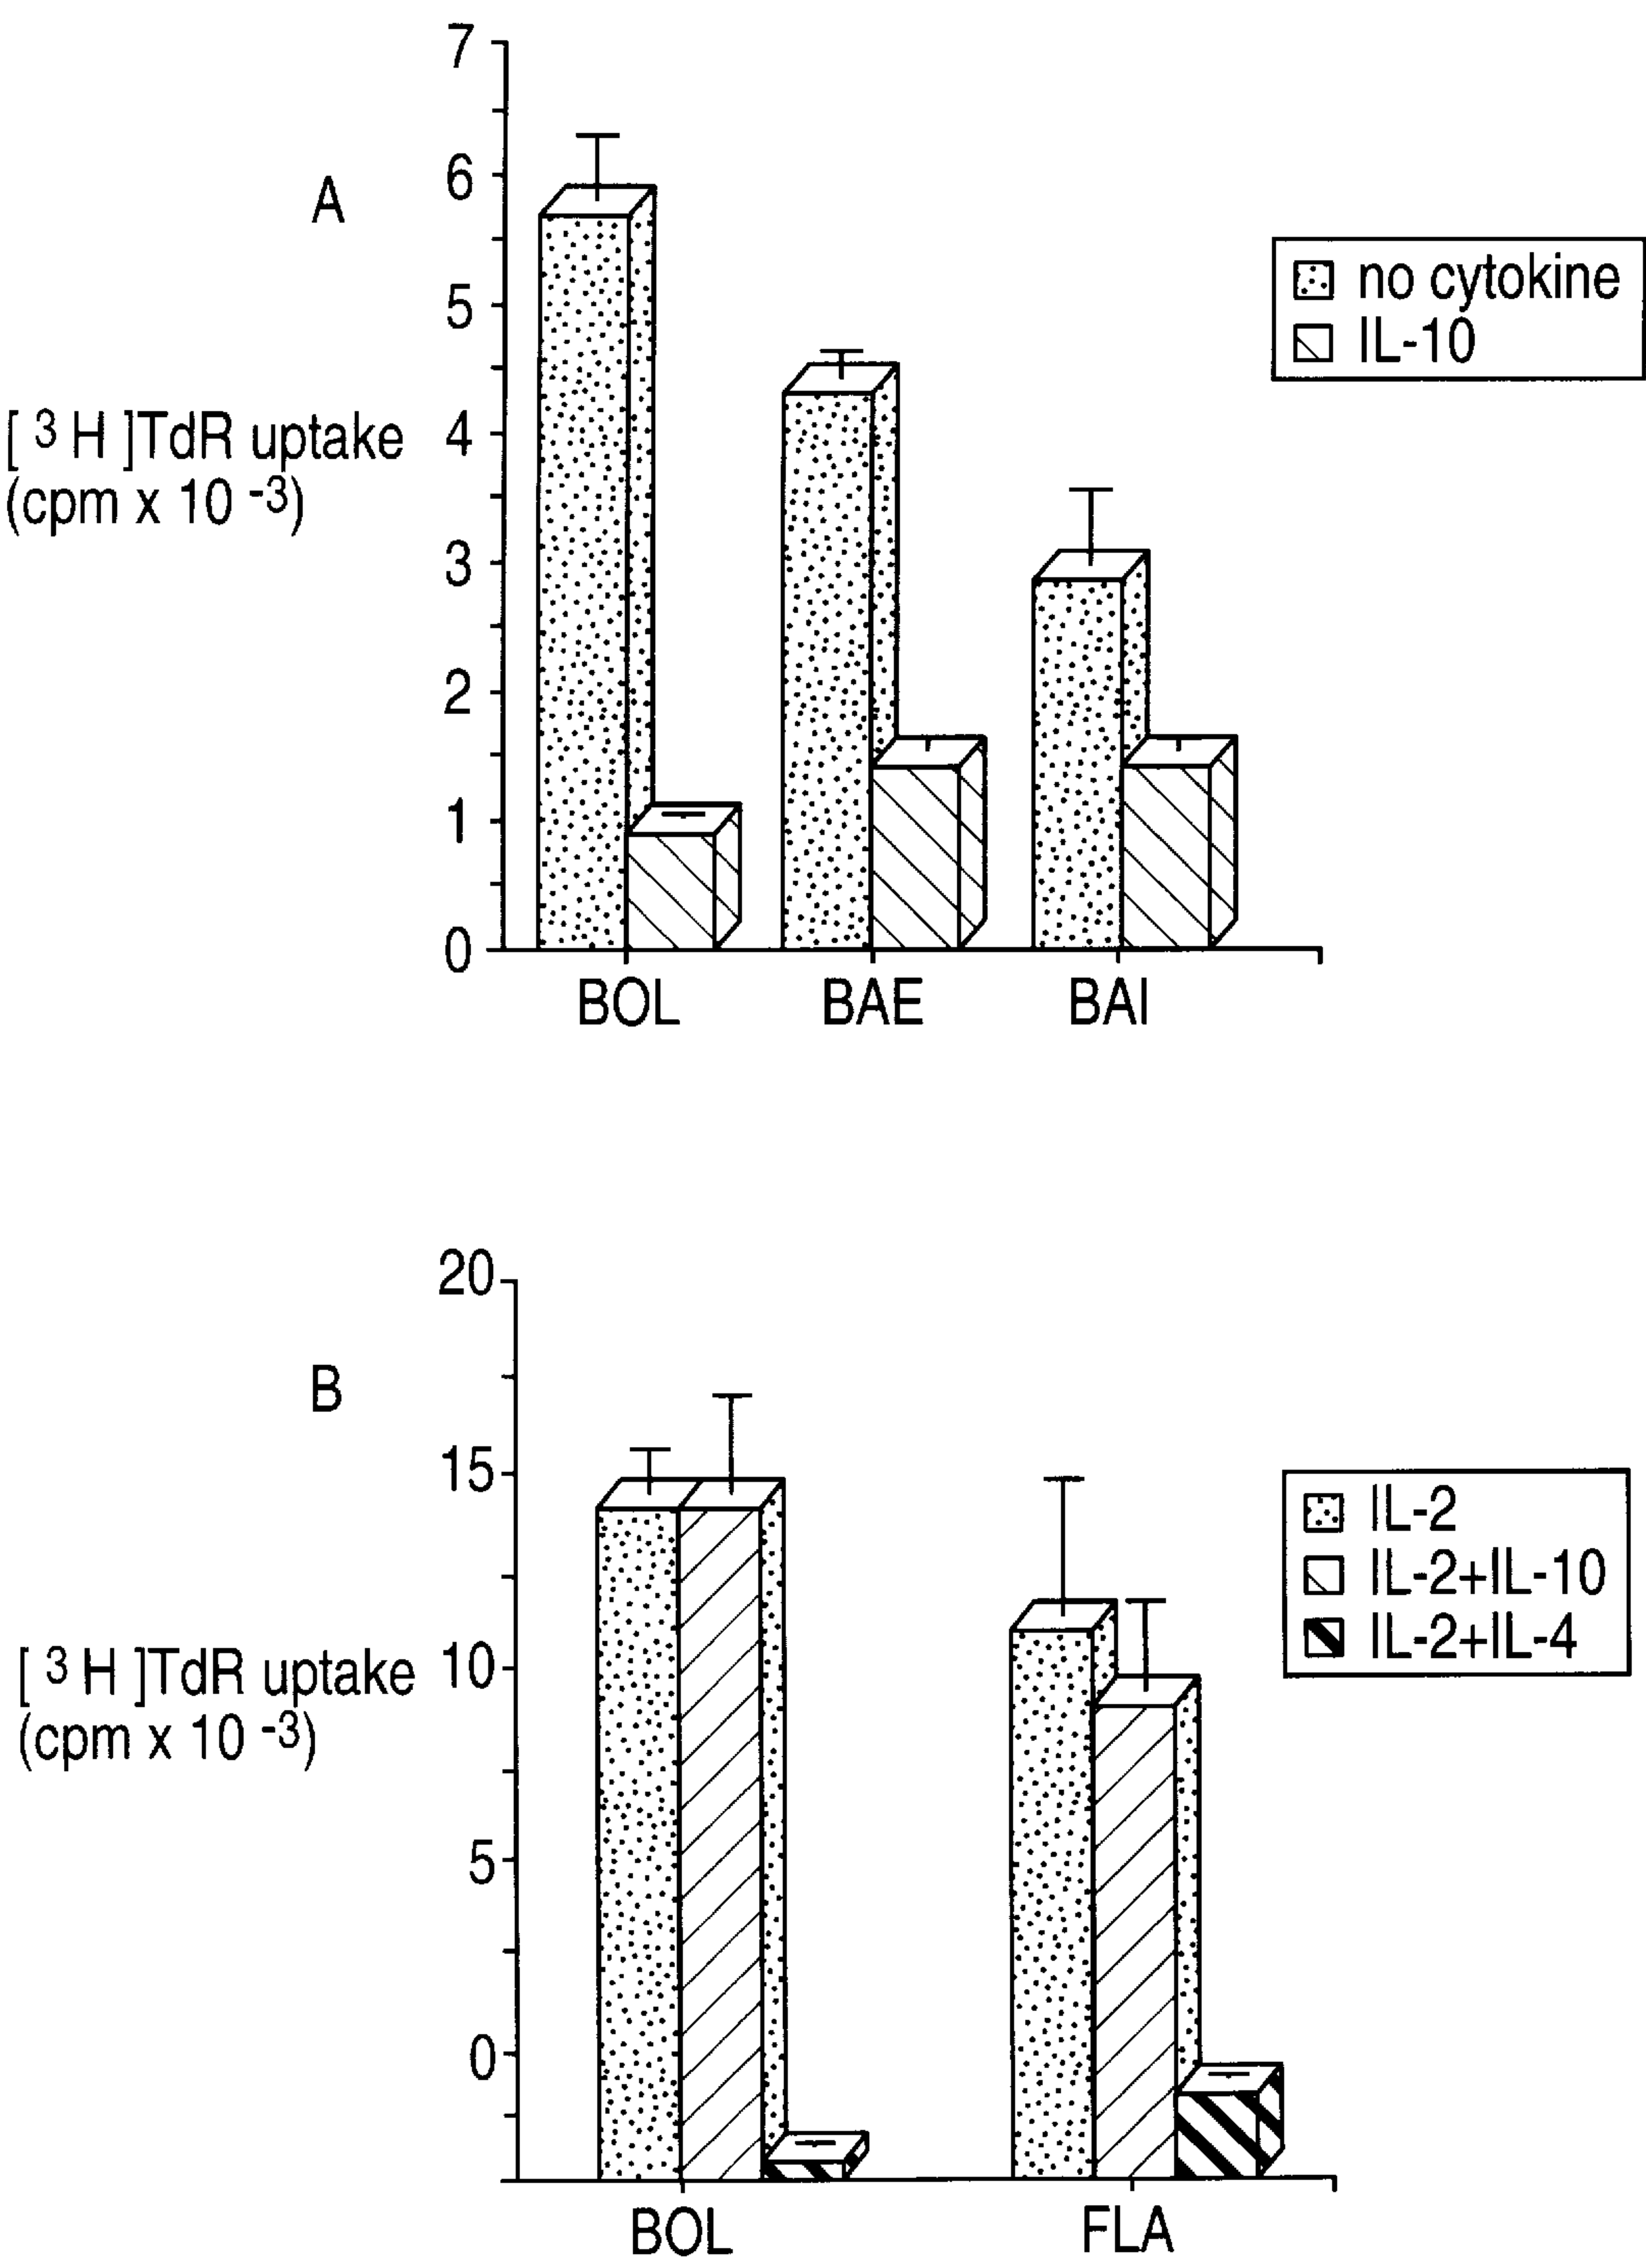 7
A
6
5
4
3
2
1
0
[ 3 H ]TdR uptake
(cpm x 10 -3)
no cytokine
IL-10
BOL BAE BAI
20
B
15
10
5
0
[ 3 H ]TdR uptake
(cpm x 10 -3)
IL-2
IL-2+IL-10
IL-2+IL-4
BOL FLA